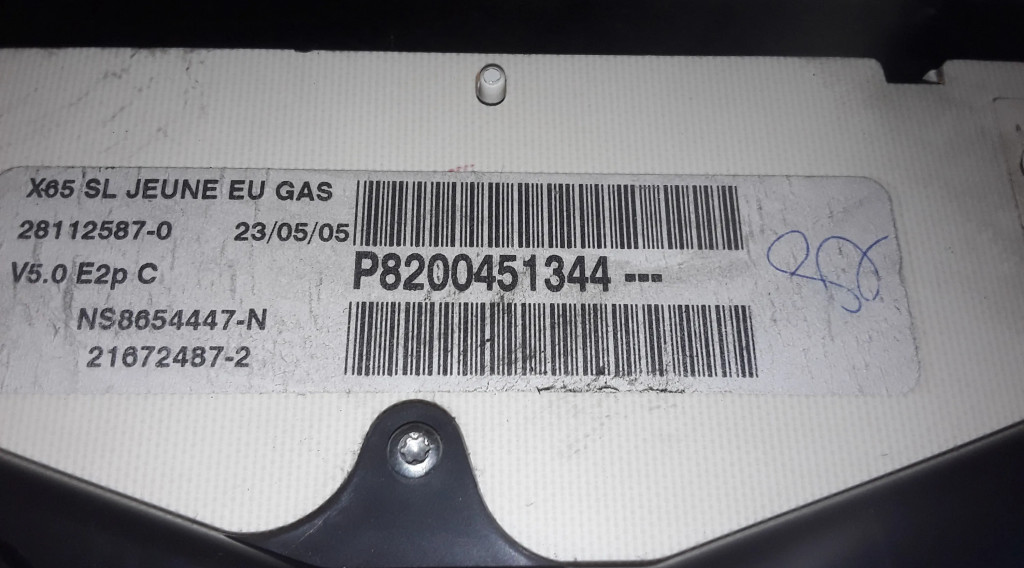 X65 SL JEUNE EU GAS
28112587-0 23/05/05
V5.0 E2p C
P8200451344 ---
NS8654447-N
21672487-2